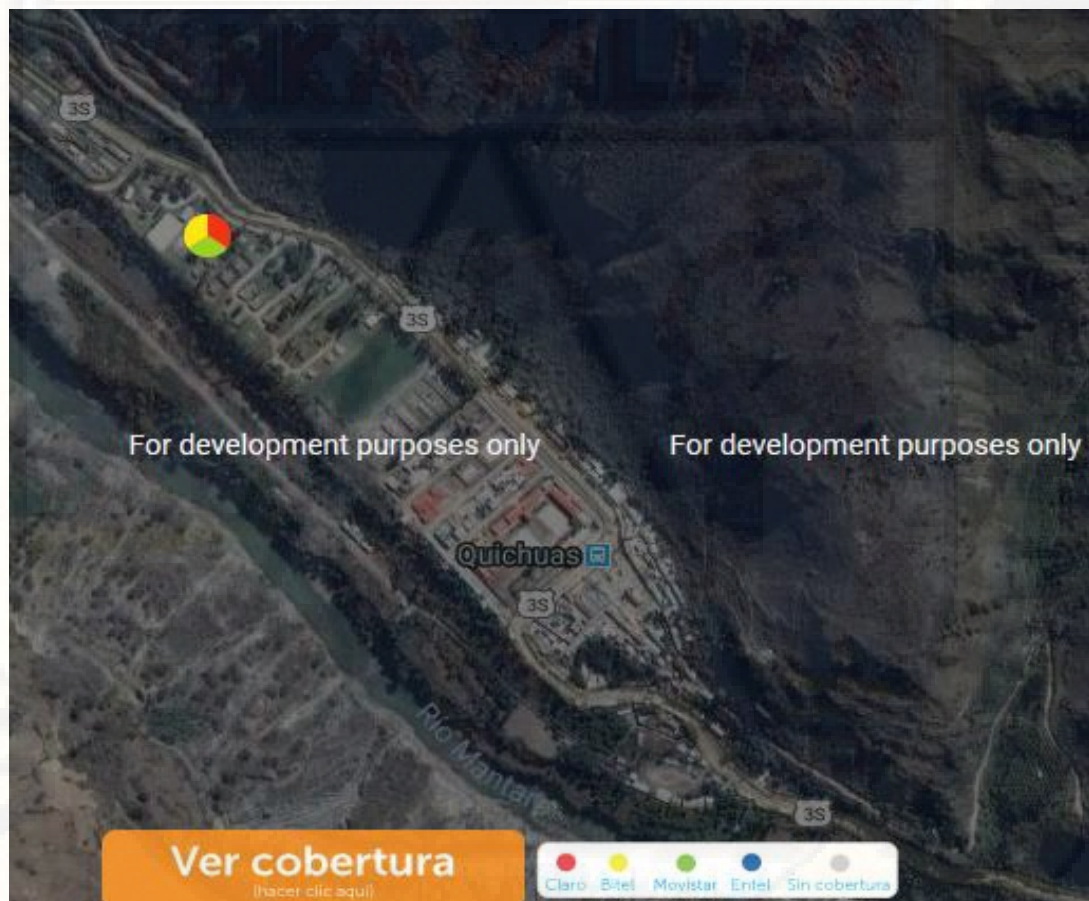 3S
3S
For development purposes only
For development purposes only
Quichuas
3S
Río Mantaro
3S
Ver cobertura
(hacer clic aquí)
Claro Bitel Movistar Entel Sin cobertura